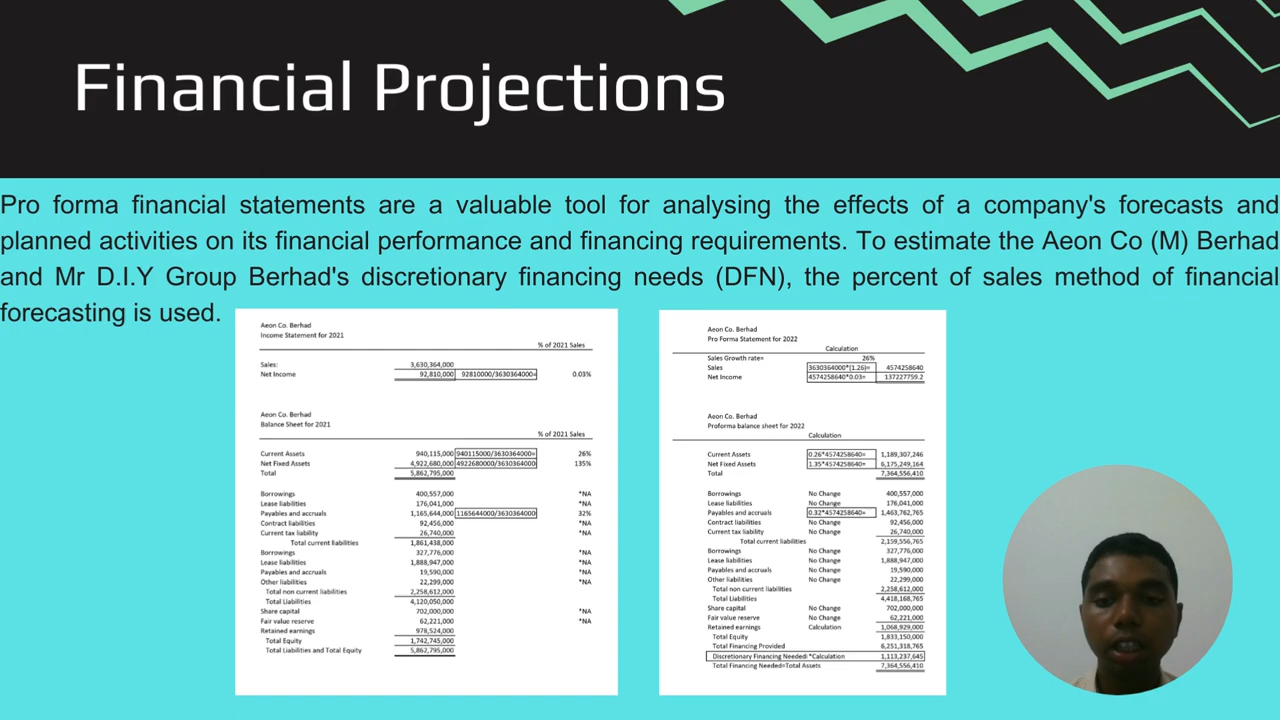 Financial Projections
Pro forma financial statements are a valuable tool for analysing the effects of a company's forecasts and
planned activities on its financial performance and financing requirements. To estimate the Aeon Co (M) Berhad
and Mr D.I.Y Group Berhad's discretionary financing needs (DFN), the percent of sales method of financial
forecasting is used.
Aeon Co. Berhad
Income Statement for 2021
% of 2021 Sales
Sales: 3,630,364,000
Net Income 92,810,000 92810000/3630364000= 0.03%
Aeon Co. Berhad
Balance Sheet for 2021
% of 2021 Sales
Current Assets 940,115,000 940115000/3630364000= 26%
Net Fixed Assets 4,922,680,000 4922680000/3630364000 135%
Total 5,862,795,000
Borrowings 400,557,000 *NA
Lease liabilities 176,041,000 *NA
Payables and accruals 1,165,644,000 1165644000/3630364000 32%
Contract liabilities 92,456,000 *NA
Current tax liability 26,740,000 *NA
Total current liabilities 1,861,438,000
Borrowings 327,776,000 *NA
Lease liabilities 1,888,947,000 *NA
Payables and accruals 19,590,000 *NA
Other liabilities 22,299,000 *NA
Total non current liabilities 2,258,612,000
Total Liabilities 4,120,050,000
Share capital 702,000,000 *NA
Fair value reserve 62,221,000 *NA
Retained earnings 978,524,000
Total Equity 1,742,745,000
Total Liabilities and Total Equity 5,862,795,000
Aeon Co. Berhad
Pro Forma Statement for 2022
Calculation
Sales Growth rate= 26%
Sales 3630364000*(1.26)= 4574258640
Net Income 4574258640*0.03= 137227759.2
Aeon Co. Berhad
Proforma balance sheet for 2022
Calculation
Current Assets 0.26*4574258640= 1,189,307,246
Net Fixed Assets 1.35*4574258640= 6,175,249,164
Total 7,364,556,410
Borrowings No Change 400,557,000
Lease liabilities No Change 176,041,000
Payables and accruals 0.32*4574258640= 1,463,762,765
Contract liabilities No Change 92,456,000
Current tax liability No Change 26,740,000
Total current liabilities 2,159,556,765
Borrowings No Change 327,776,000
Lease liabilities No Change 1,888,947,000
Payables and accruals No Change 19,590,000
Other liabilities No Change 22,299,000
Total non current liabilities 2,258,612,000
Total Liabilities 4,418,168,765
Share capital No Change 702,000,000
Fair value reserve No Change 62,221,000
Retained earnings Calculation 1,068,929,000
Total Equity 1,833,150,000
Total Financing Provided 6,251,318,765
Discretionary Financing Needed *Calculation 1,113,237,645
Total Financing Needed=Total Assets 7,364,556,410